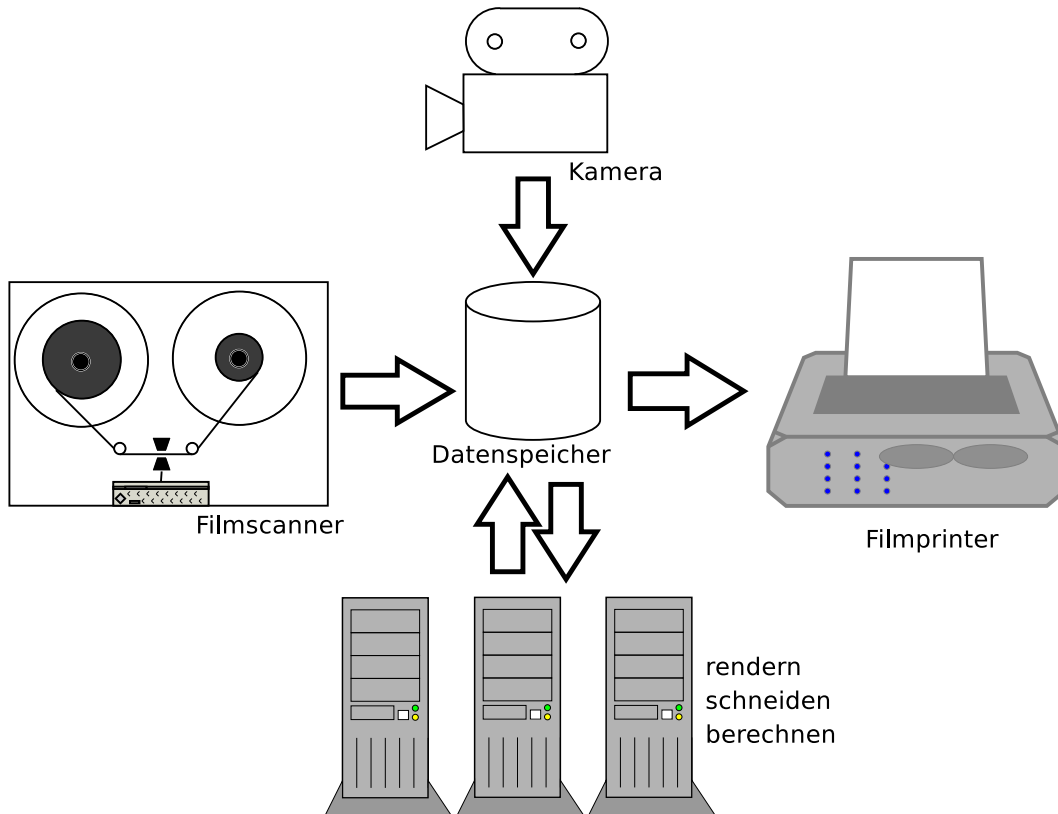 Kamera
Datenspeicher
Filmscanner
Filmprinter
rendern
schneiden
berechnen